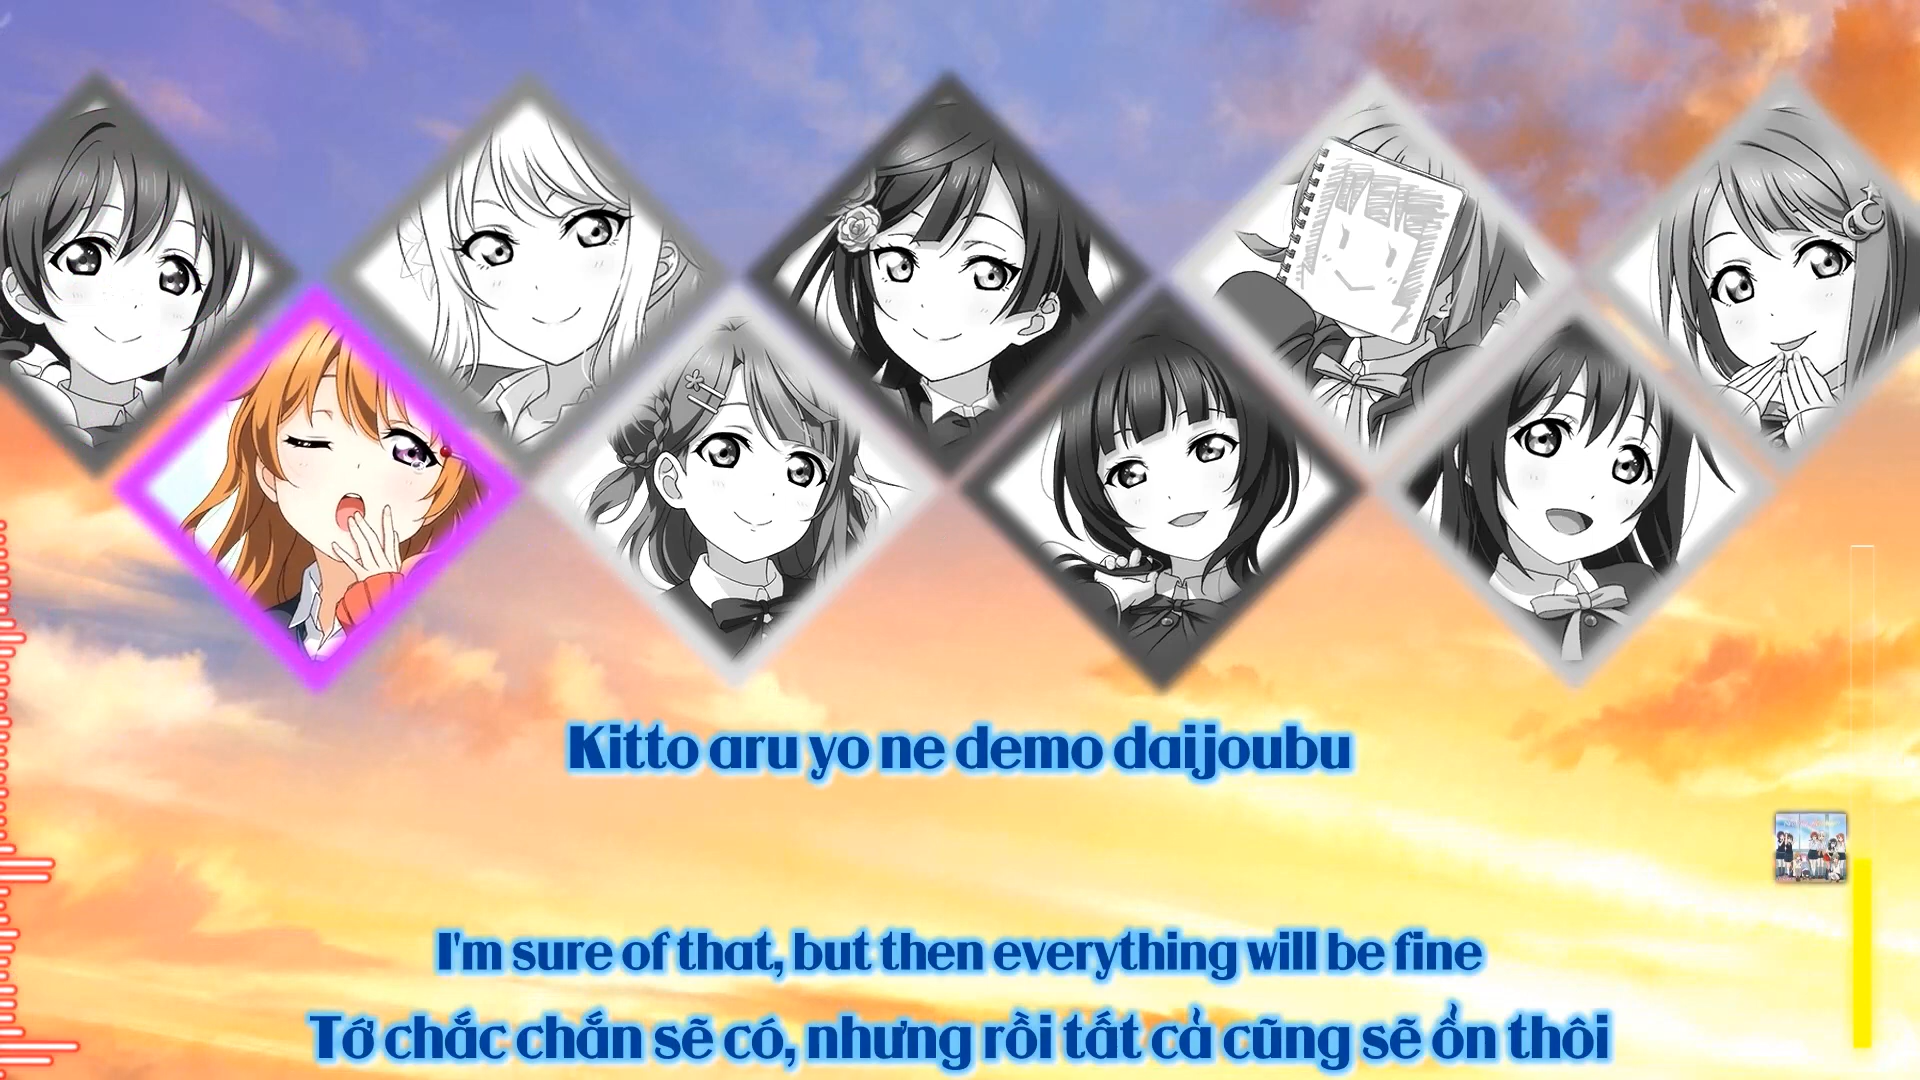 Kitto aru yo ne demo daijoubu
I'm sure of that, but then everything will be fine
Tớ chắc chắn sẽ có, nhưng rồi tất cả cũng sẽ ổn thôi